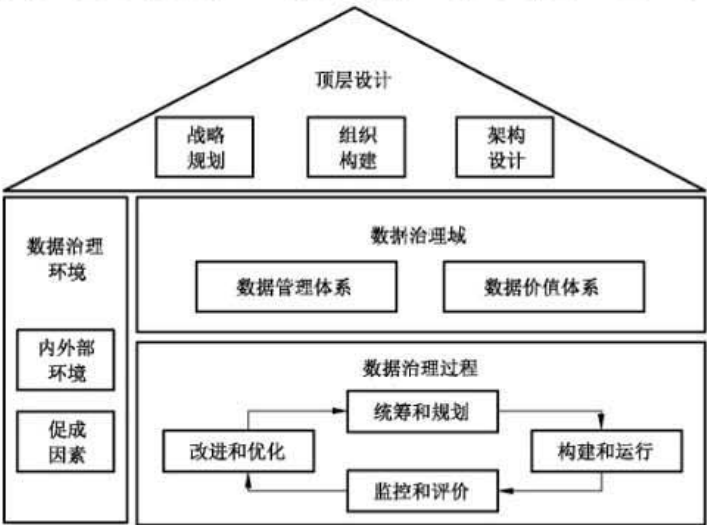 顶层设计
战略
规划
组织
构建
架构
设计
数据治理
环境
内外部
环境
促成
因素
数据治理域
数据管理体系
数据价值体系
数据治理过程
统筹和规划
改进和优化
构建和运行
监控和评价